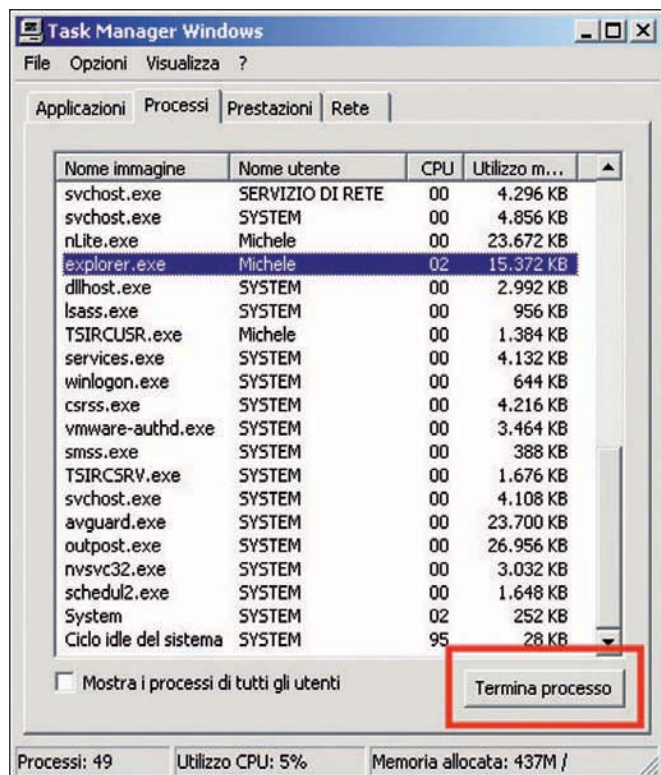 Task Manager Windows
File Opzioni Visualizza ?
Applicazioni Processi Prestazioni Rete
Nome immagine Nome utente CPU Utilizzo m...
svchost.exe SERVIZIO DI RETE 00 4.296 KB
svchost.exe SYSTEM 00 4.856 KB
nLite.exe Michele 00 23.672 KB
explorer.exe Michele 02 15.372 KB
dllhost.exe SYSTEM 00 2.992 KB
lsass.exe SYSTEM 00 956 KB
TSIRCUSR.exe Michele 00 1.384 KB
services.exe SYSTEM 00 4.132 KB
winlogon.exe SYSTEM 00 644 KB
csrss.exe SYSTEM 00 4.216 KB
vmware-authd.exe SYSTEM 00 3.464 KB
smss.exe SYSTEM 00 388 KB
TSIRCSRV.exe SYSTEM 00 1.676 KB
svchost.exe SYSTEM 00 4.108 KB
avguard.exe SYSTEM 00 23.700 KB
outpost.exe SYSTEM 00 26.956 KB
nvsvc32.exe SYSTEM 00 3.032 KB
schedul2.exe SYSTEM 00 1.648 KB
System SYSTEM 02 252 KB
Ciclo idle del sistema SYSTEM 95 28 KB
Mostra i processi di tutti gli utenti
Termina processo
Processi: 49 Utilizzo CPU: 5% Memoria allocata: 437M /